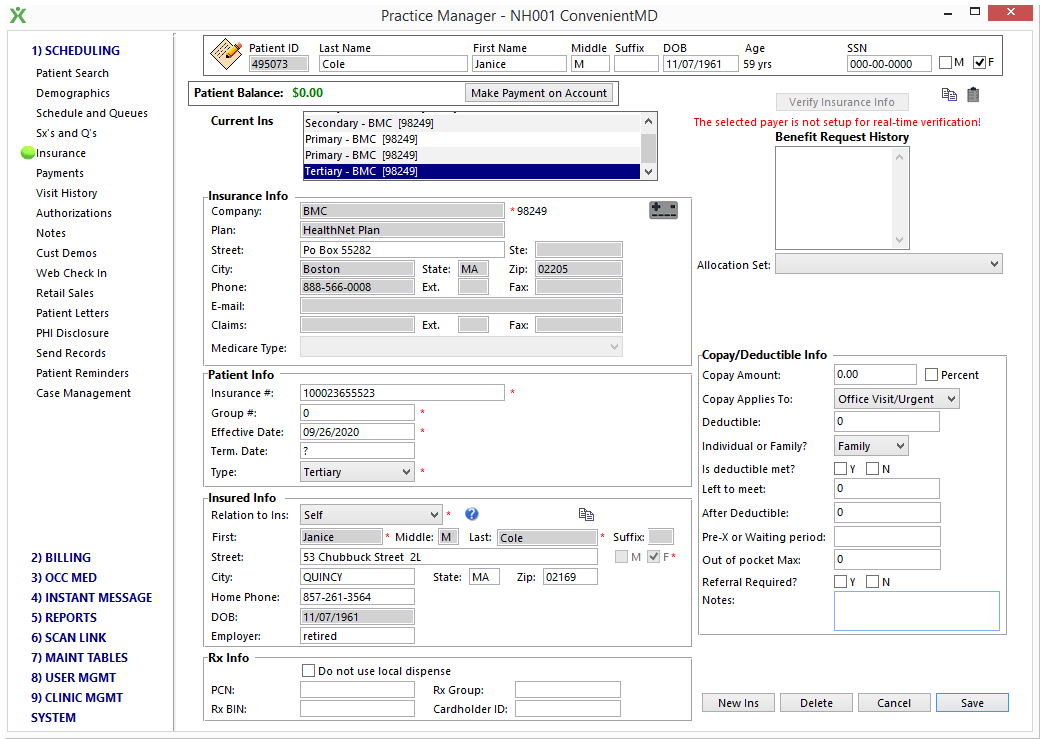 Practice Manager - NH001 ConvenientMD
1) SCHEDULING
Patient Search
Demographics
Schedule and Queues
Sx's and Q's
Insurance
Payments
Visit History
Authorizations
Notes
Cust Demos
Web Check In
Retail Sales
Patient Letters
PHI Disclosure
Send Records
Patient Reminders
Case Management
2) BILLING
3) OCC MED
4) INSTANT MESSAGE
5) REPORTS
6) SCAN LINK
7) MAINT TABLES
8) USER MGMT
9) CLINIC MGMT
SYSTEM
Patient ID Last Name First Name Middle Suffix DOB Age SSN
495073 Cole Janice M 11/07/1961 59 yrs 000-00-0000 M F
Patient Balance: $0.00 Make Payment on Account
Current Ins
Secondary - BMC [98249]
Primary - BMC [98249]
Primary - BMC [98249]
Tertiary - BMC [98249]
Verify Insurance Info
The selected payer is not setup for real-time verification!
Benefit Request History
Allocation Set:
Insurance Info
Company: BMC * 98249
Plan: HealthNet Plan
Street: Po Box 55282 Ste:
City: Boston State: MA Zip: 02205
Phone: 888-566-0008 Ext. Fax:
E-mail:
Claims: Ext. Fax:
Medicare Type:
Patient Info
Insurance #: 100023655523 *
Group #: 0 *
Effective Date: 09/26/2020 *
Term. Date: ?
Type: Tertiary *
Insured Info
Relation to Ins: Self * ?
First: Janice * Middle: M Last: Cole * Suffix:
Street: 53 Chubbuck Street 2L M F *
City: QUINCY State: MA Zip: 02169
Home Phone: 857-261-3564
DOB: 11/07/1961
Employer: retired
Rx Info
Do not use local dispense
PCN: Rx Group:
Rx BIN: Cardholder ID:
Copay/Deductible Info
Copay Amount: 0.00 Percent
Copay Applies To: Office Visit/Urgent
Deductible: 0
Individual or Family? Family
Is deductible met? Y N
Left to meet: 0
After Deductible: 0
Pre-X or Waiting period:
Out of pocket Max: 0
Referral Required? Y N
Notes:
New Ins Delete Cancel Save